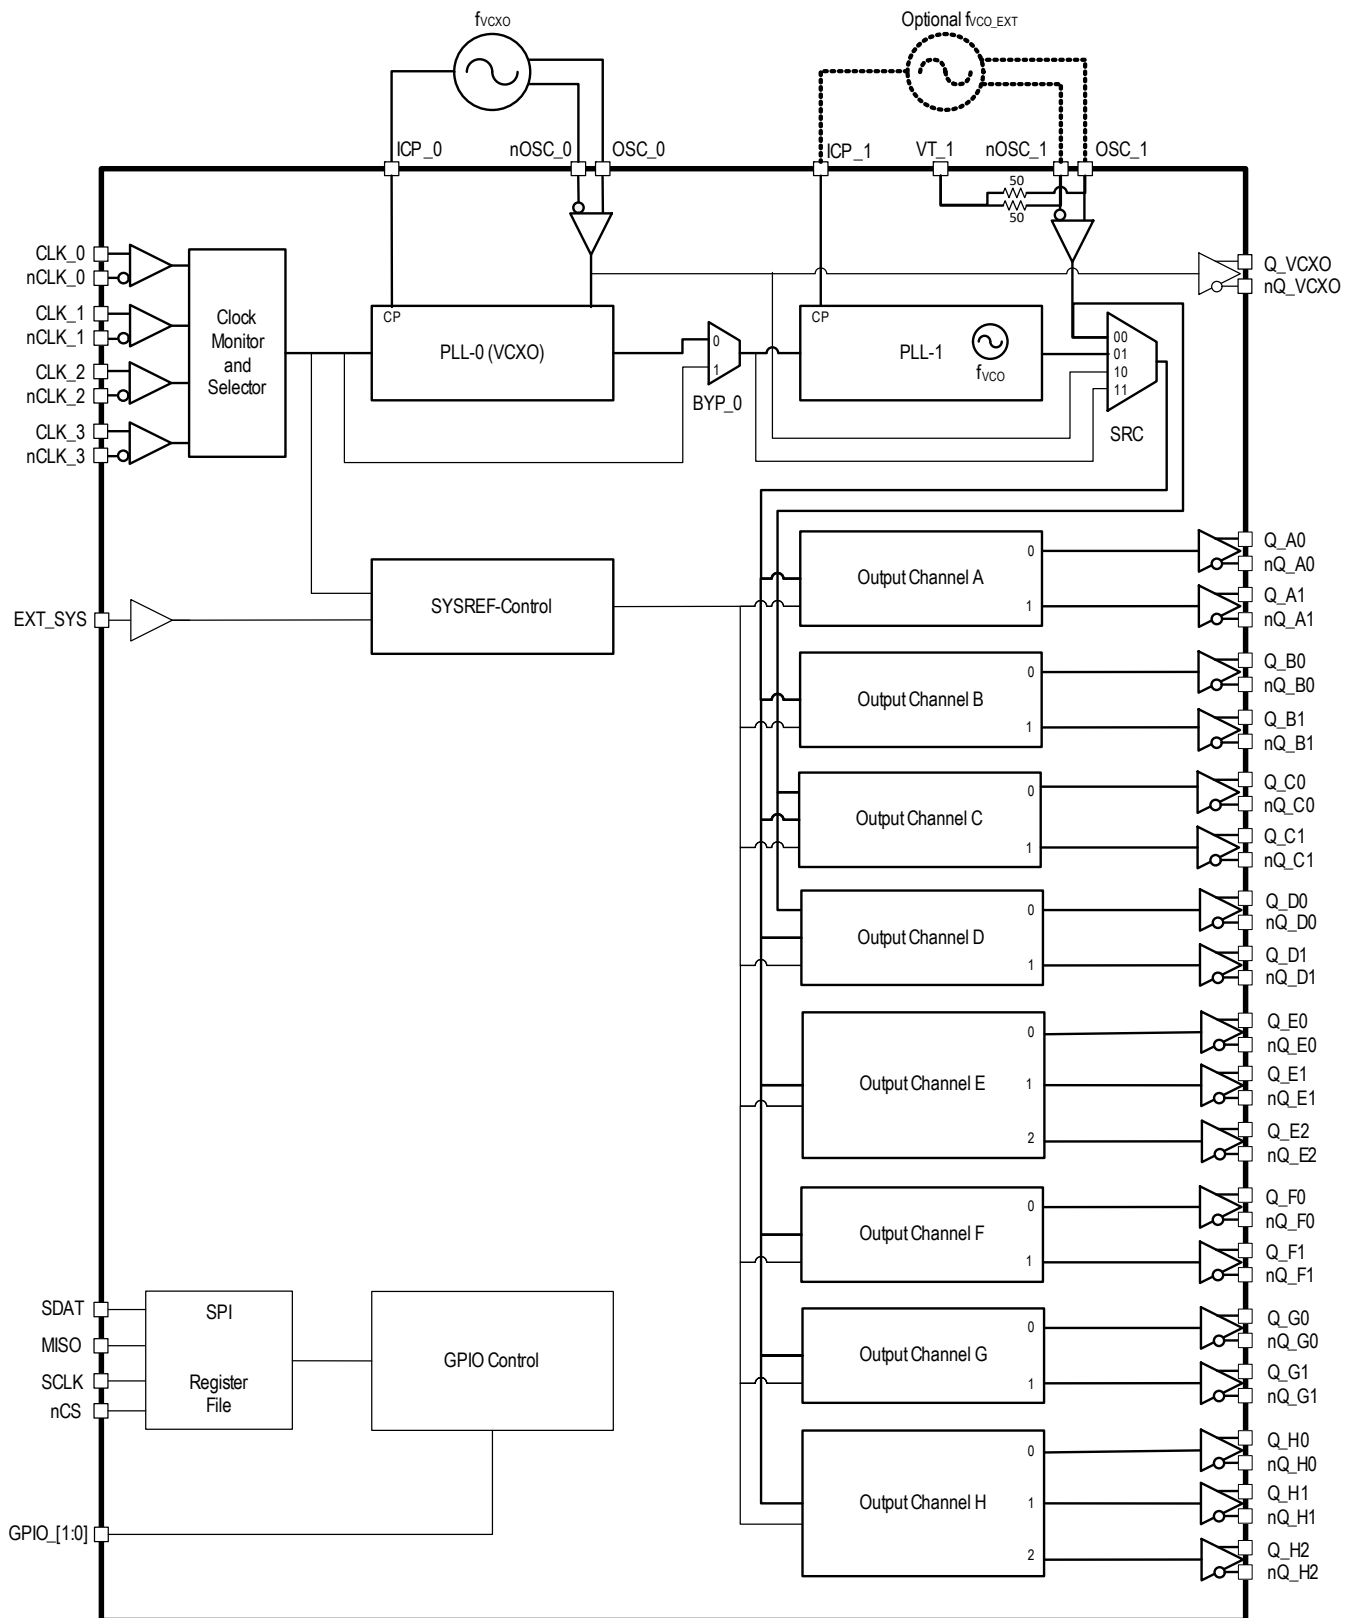 fVCXO
Optional fVCO_EXT
ICP_0
nOSC_0
OSC_0
ICP_1
VT_1
nOSC_1
OSC_1
50
50
CLK_0
nCLK_0
CLK_1
nCLK_1
CLK_2
nCLK_2
CLK_3
nCLK_3
Clock
Monitor
and
Selector
CP
PLL-0 (VCXO)
0
1
BYP_0
CP
PLL-1
fVCO
00
01
10
11
SRC
Q_VCXO
nQ_VCXO
EXT_SYS
SYSREF-Control
Output Channel A
0
1
Q_A0
nQ_A0
Q_A1
nQ_A1
Output Channel B
0
1
Q_B0
nQ_B0
Q_B1
nQ_B1
Output Channel C
0
1
Q_C0
nQ_C0
Q_C1
nQ_C1
Output Channel D
0
1
Q_D0
nQ_D0
Q_D1
nQ_D1
Output Channel E
0
1
2
Q_E0
nQ_E0
Q_E1
nQ_E1
Q_E2
nQ_E2
Output Channel F
0
1
Q_F0
nQ_F0
Q_F1
nQ_F1
Output Channel G
0
1
Q_G0
nQ_G0
Q_G1
nQ_G1
Output Channel H
0
1
2
Q_H0
nQ_H0
Q_H1
nQ_H1
Q_H2
nQ_H2
SDAT
MISO
SCLK
nCS
SPI
Register
File
GPIO Control
GPIO_[1:0]